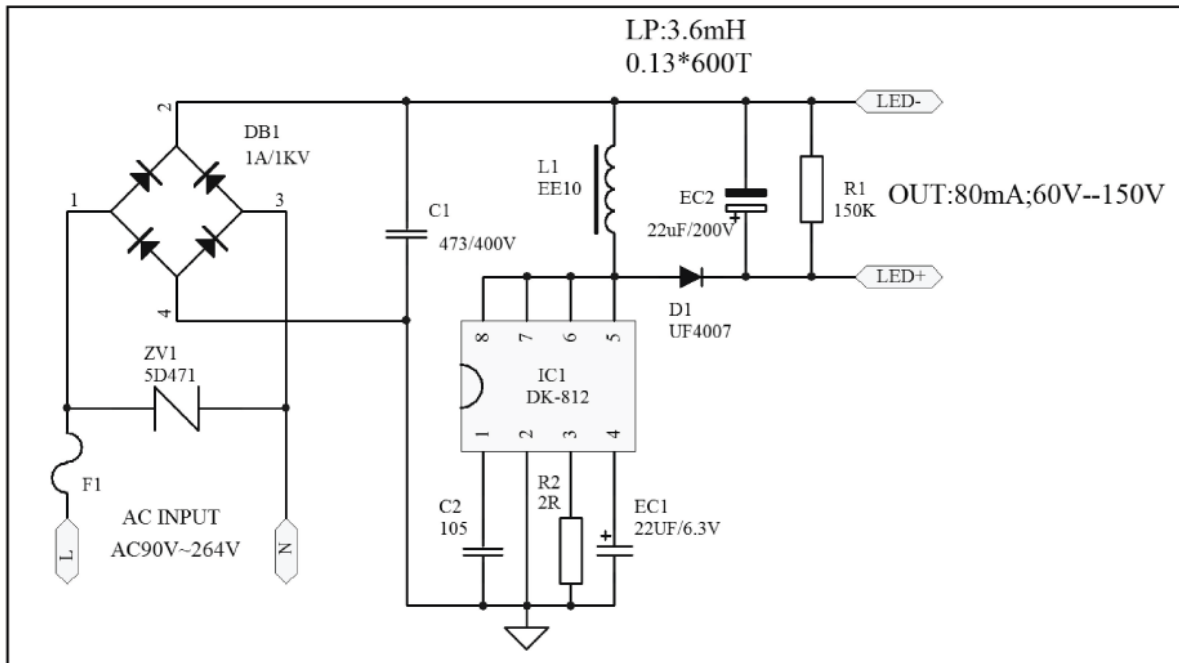 LP:3.6mH
0.13*600T
2
DB1
1A/1KV
1
3
4
C1
473/400V
L1
EE10
EC2
+
22uF/200V
R1
150K
LED-
OUT:80mA;60V--150V
LED+
D1
UF4007
8
7
6
5
IC1
DK-812
1
2
3
4
ZV1
5D471
F1
AC INPUT
AC90V~264V
L
N
C2
105
R2
2R
EC1
22UF/6.3V
+